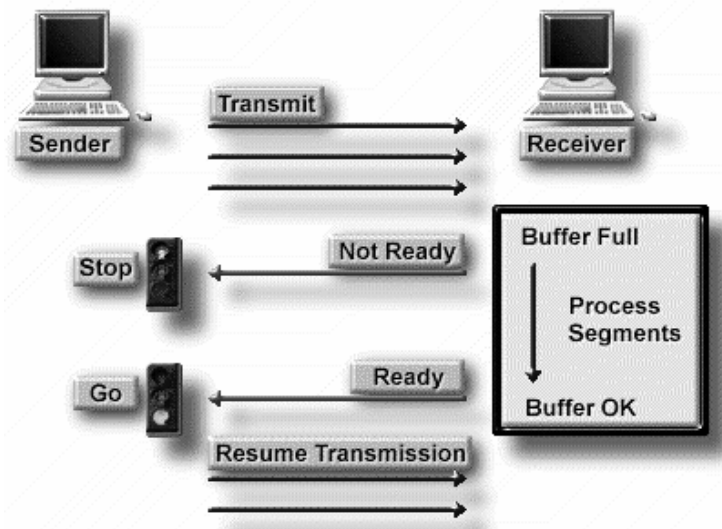 Transmit
Sender
Receiver
Not Ready
Buffer Full
Stop
Process
Segments
Ready
Go
Buffer OK
Resume Transmission